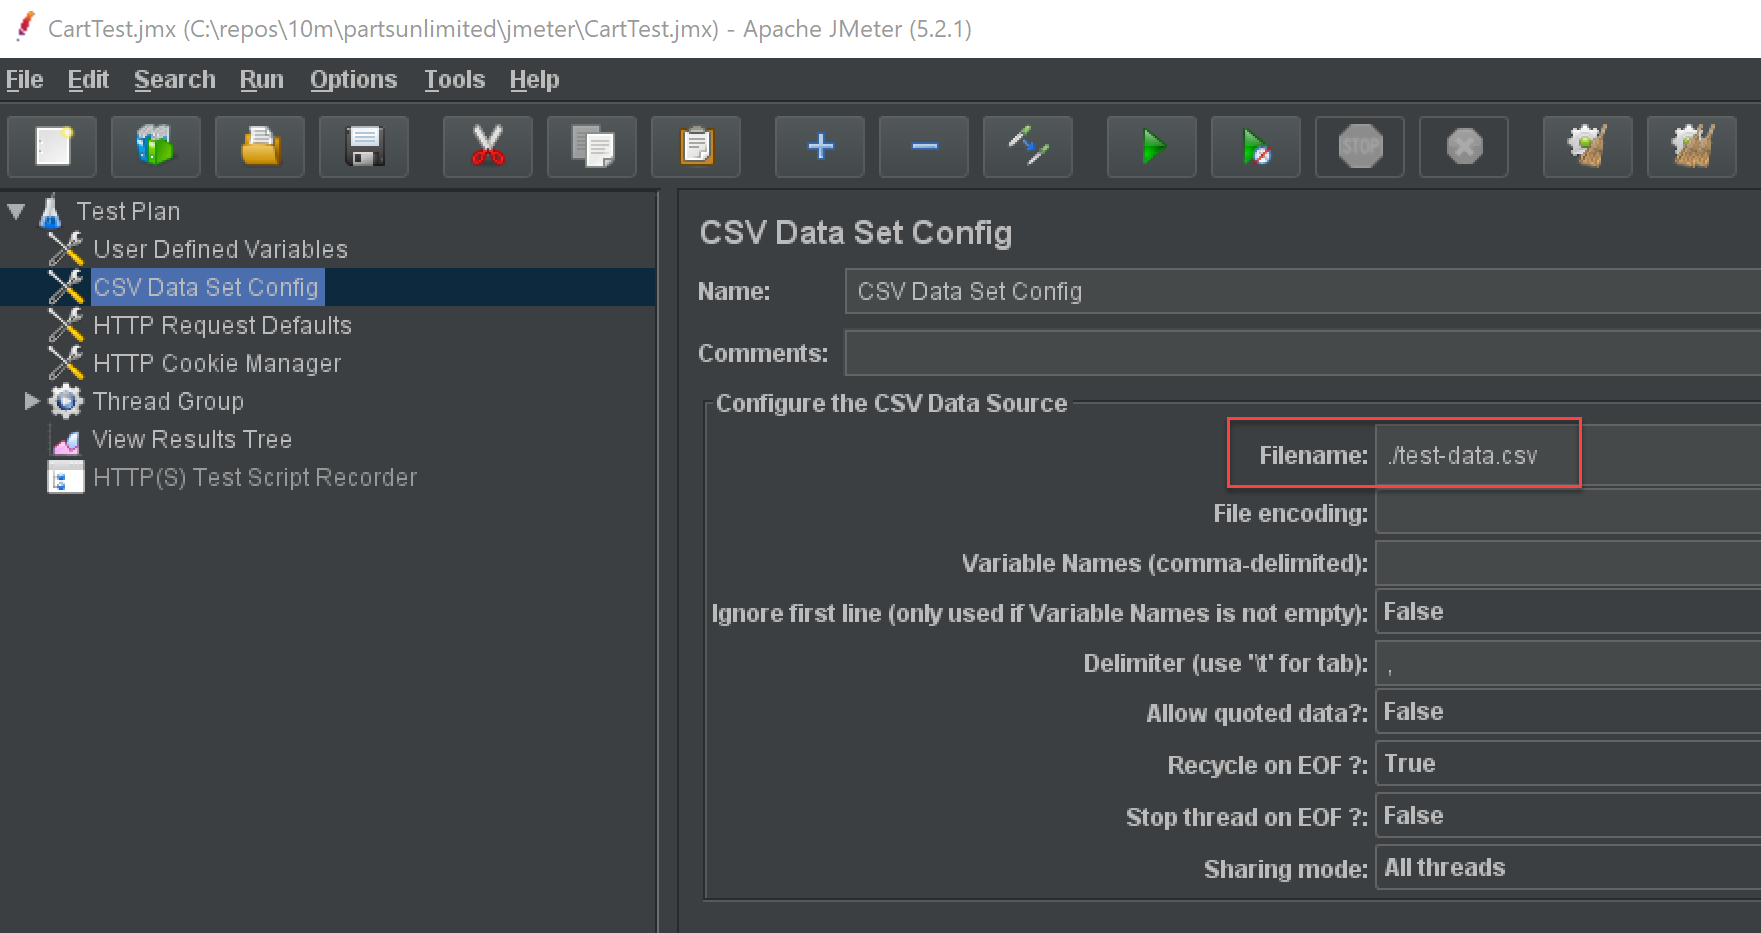 CartTest.jmx (C:\repos\10m\partsunlimited\jmeter\CartTest.jmx) - Apache JMeter (5.2.1)
File Edit Search Run Options Tools Help
STOP
Test Plan
User Defined Variables
CSV Data Set Config
HTTP Request Defaults
HTTP Cookie Manager
Thread Group
View Results Tree
HTTP(S) Test Script Recorder
CSV Data Set Config
Name: CSV Data Set Config
Comments:
Configure the CSV Data Source
Filename: ./test-data.csv
File encoding:
Variable Names (comma-delimited):
Ignore first line (only used if Variable Names is not empty): False
Delimiter (use '\t' for tab): ,
Allow quoted data?: False
Recycle on EOF ?: True
Stop thread on EOF ?: False
Sharing mode: All threads